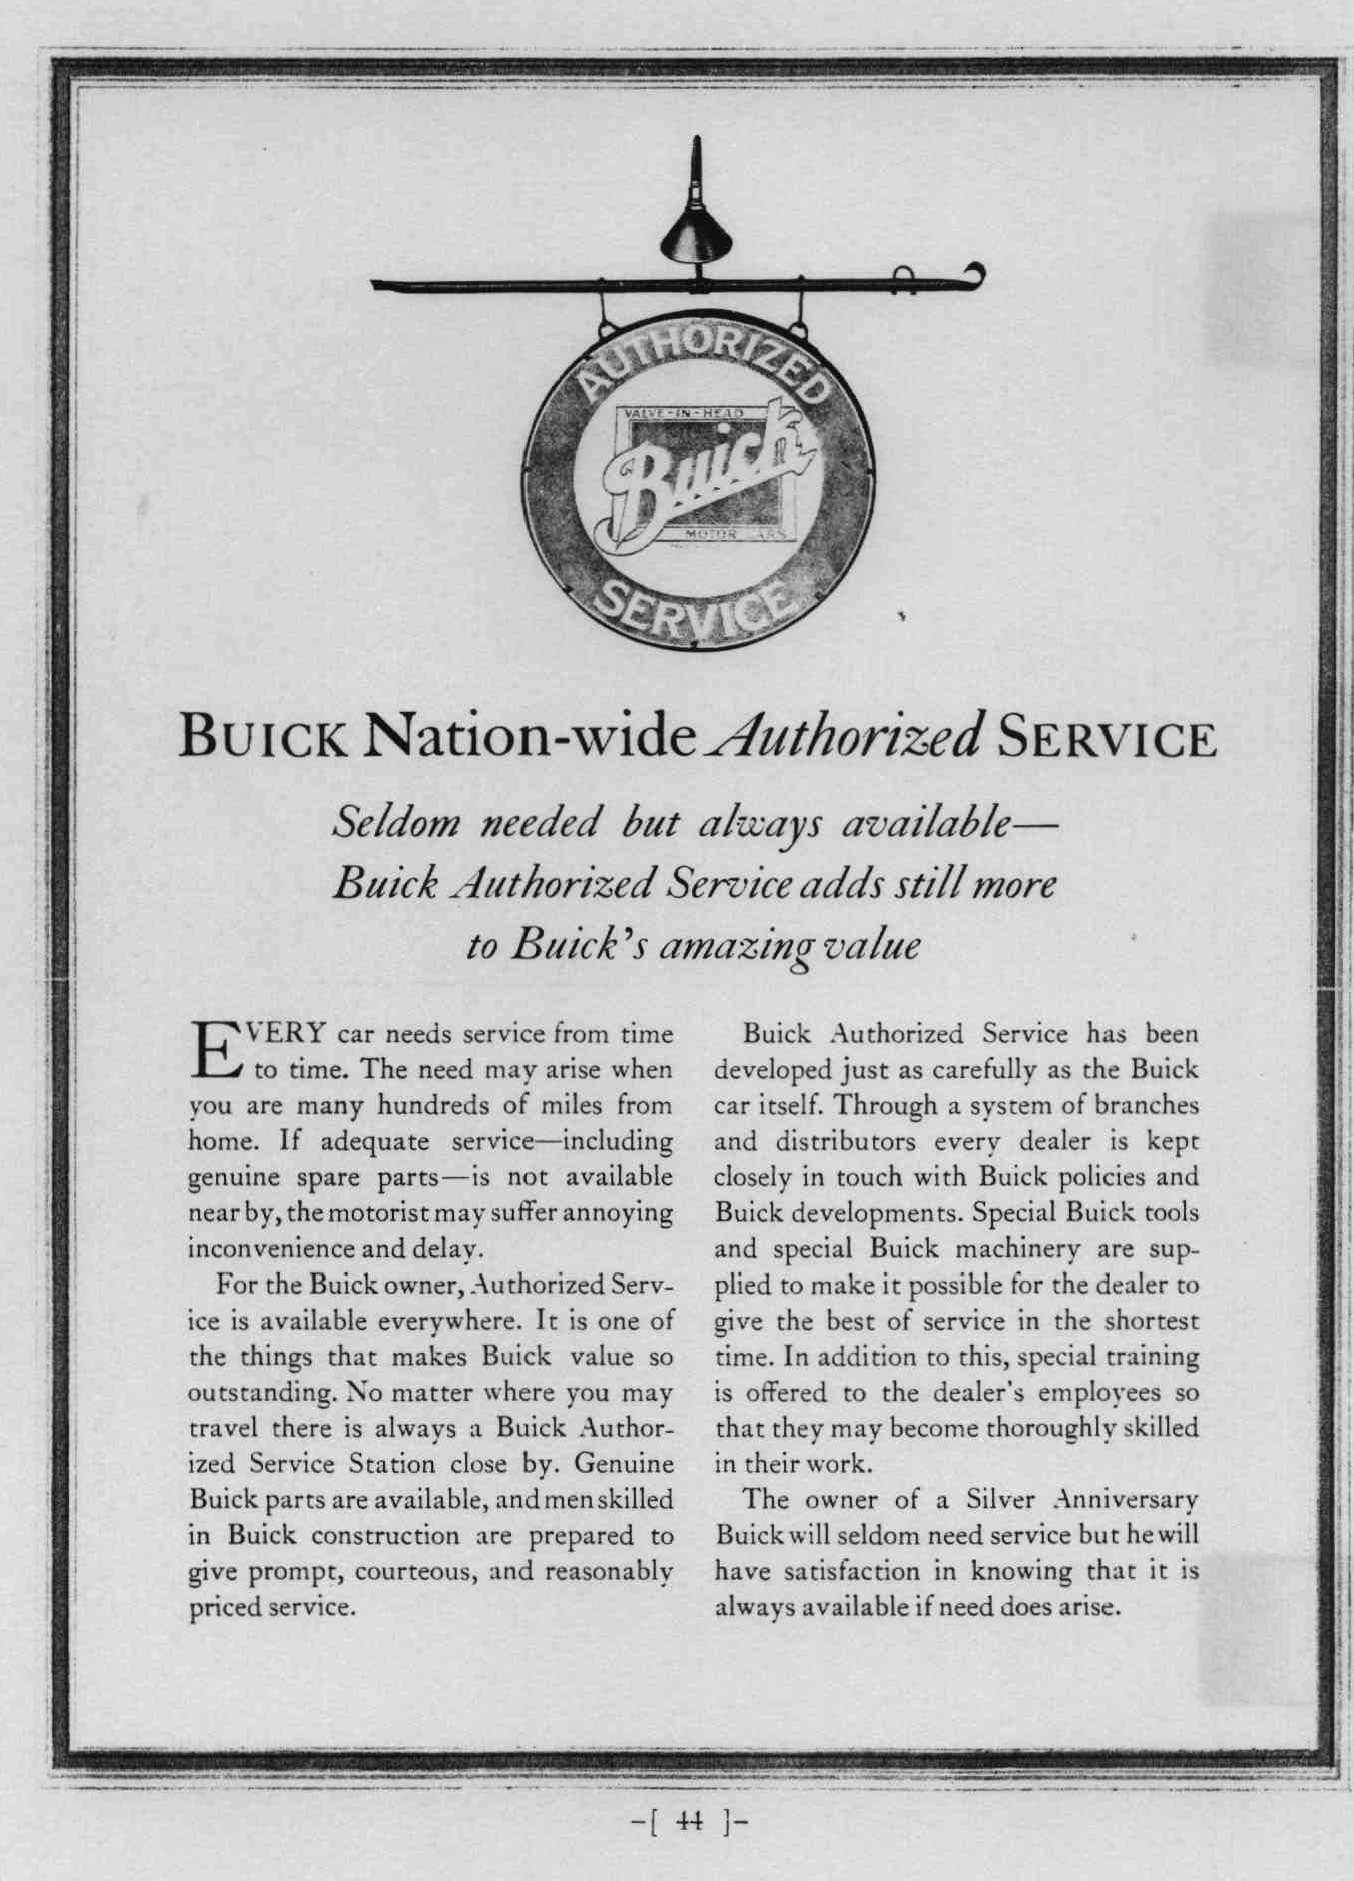 AUTHORIZED
VALVE-IN-HEAD
Buick
MOTOR CARS
SERVICE
BUICK Nation-wide Authorized SERVICE
Seldom needed but always available—
Buick Authorized Service adds still more
to Buick's amazing value
EVERY car needs service from time
to time. The need may arise when
you are many hundreds of miles from
home. If adequate service—including
genuine spare parts—is not available
near by, the motorist may suffer annoying
inconvenience and delay.
For the Buick owner, Authorized Serv-
ice is available everywhere. It is one of
the things that makes Buick value so
outstanding. No matter where you may
travel there is always a Buick Author-
ized Service Station close by. Genuine
Buick parts are available, and men skilled
in Buick construction are prepared to
give prompt, courteous, and reasonably
priced service.
Buick Authorized Service has been
developed just as carefully as the Buick
car itself. Through a system of branches
and distributors every dealer is kept
closely in touch with Buick policies and
Buick developments. Special Buick tools
and special Buick machinery are sup-
plied to make it possible for the dealer to
give the best of service in the shortest
time. In addition to this, special training
is offered to the dealer's employees so
that they may become thoroughly skilled
in their work.
The owner of a Silver Anniversary
Buick will seldom need service but he will
have satisfaction in knowing that it is
always available if need does arise.
-[ 44 ]-